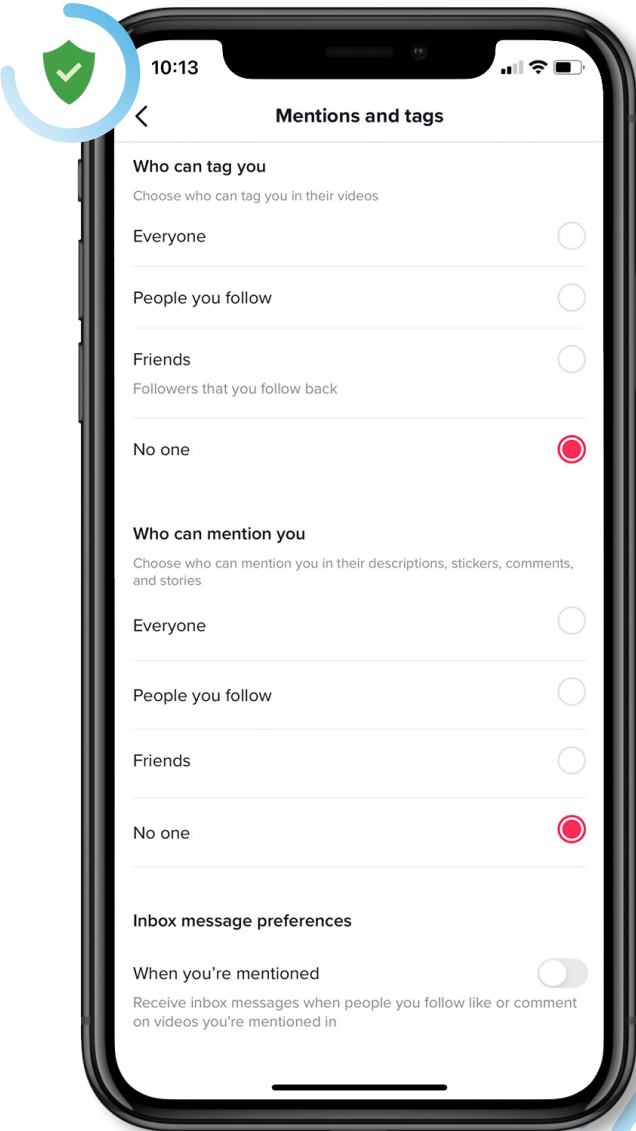 10:13
Mentions and tags
Who can tag you
Choose who can tag you in their videos
Everyone
People you follow
Friends
Followers that you follow back
No one
Who can mention you
Choose who can mention you in their descriptions, stickers, comments,
and stories
Everyone
People you follow
Friends
No one
Inbox message preferences
When you’re mentioned
Receive inbox messages when people you follow like or comment
on videos you're mentioned in